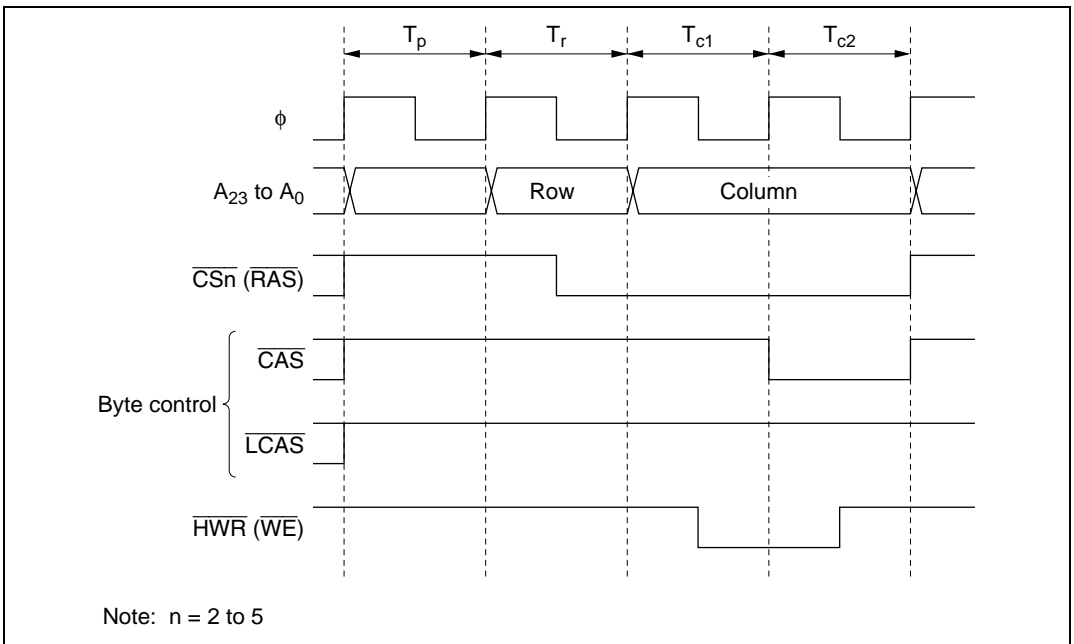 Tp Tr Tc1 Tc2
φ
A23 to A0 Row Column
CSn (RAS)
CAS
Byte control
LCAS
HWR (WE)
Note: n = 2 to 5